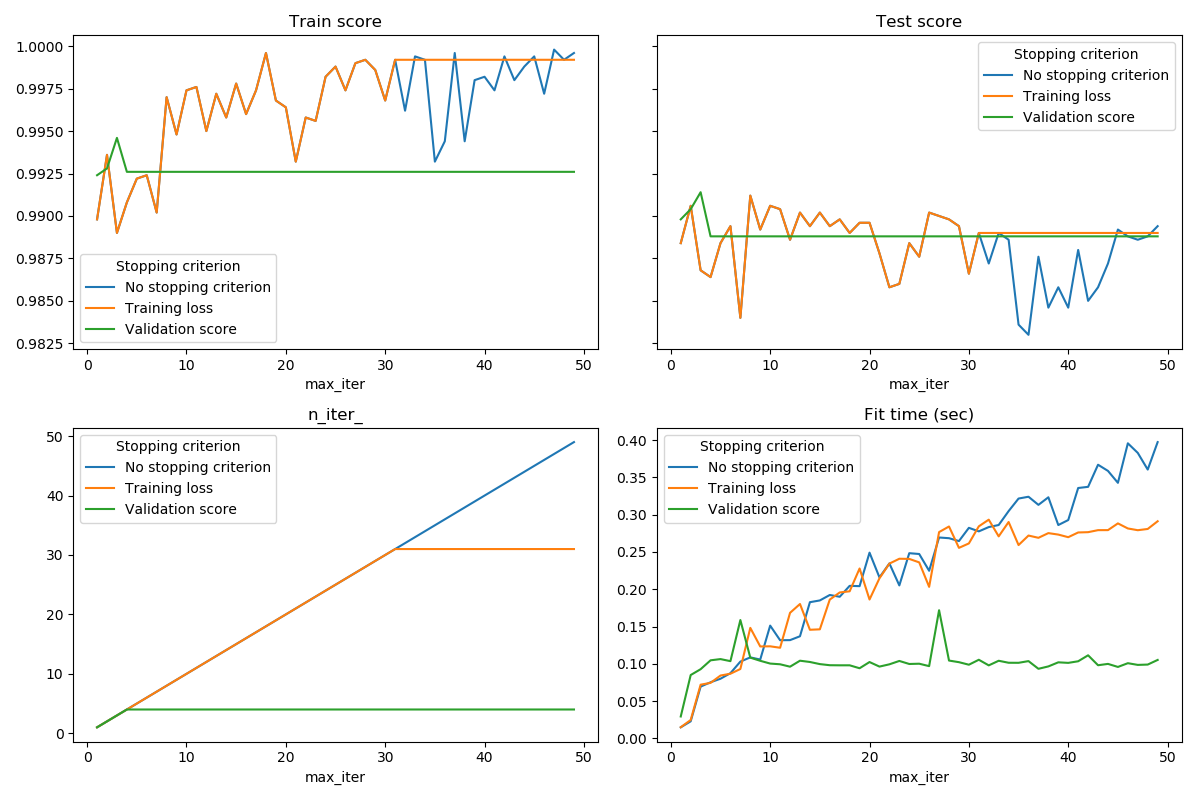 Train score
1.0000
0.9975
0.9950
0.9925
0.9900
0.9875
0.9850
0.9825
Stopping criterion
No stopping criterion
Training loss
Validation score
0 10 20 30 40 50
max_iter
Test score
Stopping criterion
No stopping criterion
Training loss
Validation score
0 10 20 30 40 50
max_iter
n_iter_
50
40
30
20
10
0
Stopping criterion
No stopping criterion
Training loss
Validation score
0 10 20 30 40 50
max_iter
Fit time (sec)
0.40
0.35
0.30
0.25
0.20
0.15
0.10
0.05
0.00
Stopping criterion
No stopping criterion
Training loss
Validation score
0 10 20 30 40 50
max_iter